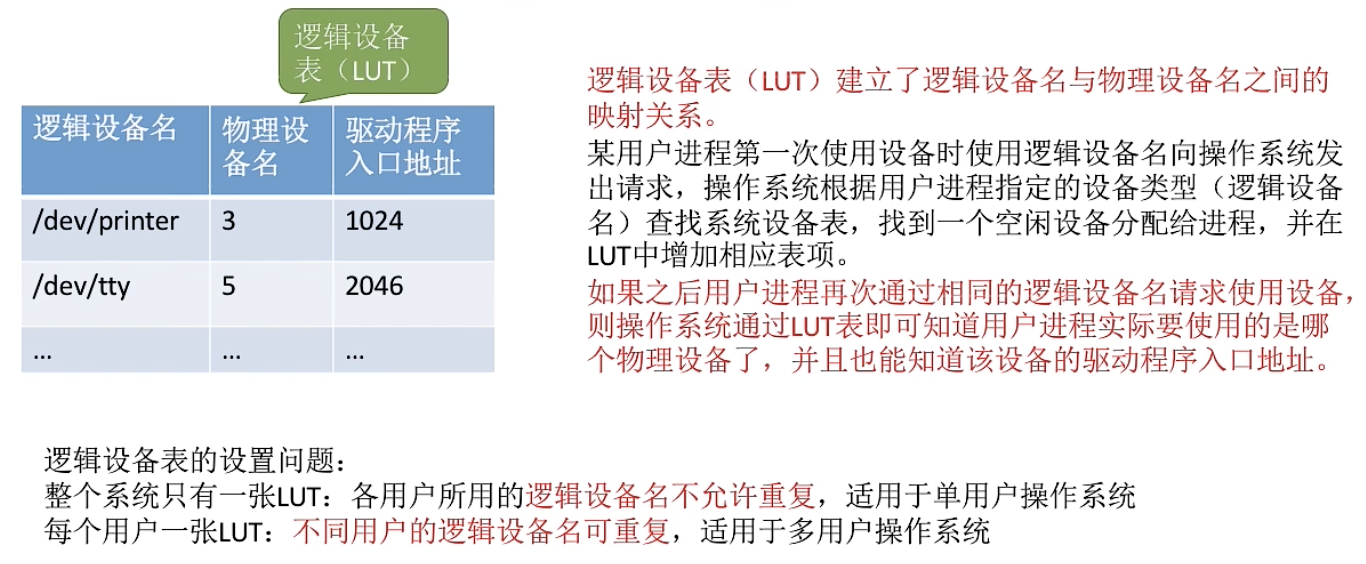 逻辑设备
表（LUT）
逻辑设备名
物理设
备名
驱动程序
入口地址
/dev/printer
3
1024
/dev/tty
5
2046
...
...
...
逻辑设备表（LUT）建立了逻辑设备名与物理设备名之间的
映射关系。
某用户进程第一次使用设备时使用逻辑设备名向操作系统发
出请求，操作系统根据用户进程指定的设备类型（逻辑设备
名）查找系统设备表，找到一个空闲设备分配给进程，并在
LUT中增加相应表项。
如果之后用户进程再次通过相同的逻辑设备名请求使用设备，
则操作系统通过LUT表即可知道用户进程实际要使用的是哪
个物理设备了，并且也能知道该设备的驱动程序入口地址。
逻辑设备表的设置问题：
整个系统只有一张LUT：各用户所用的逻辑设备名不允许重复，适用于单用户操作系统
每个用户一张LUT：不同用户的逻辑设备名可重复，适用于多用户操作系统